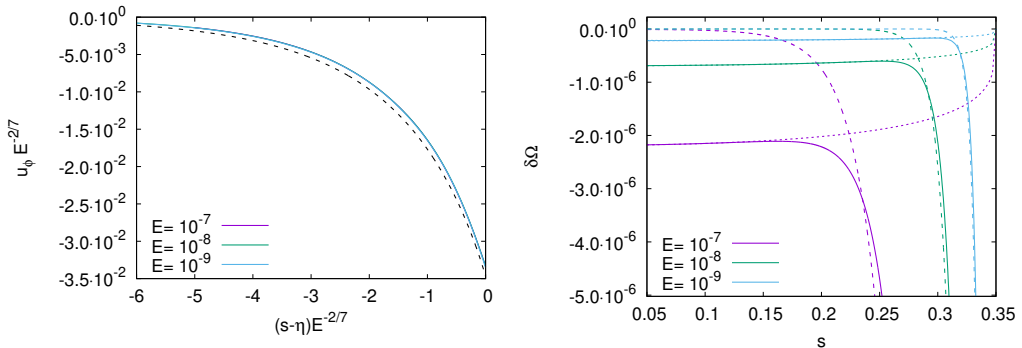 0.0·10⁰
-5.0·10⁻³
-1.0·10⁻²
-1.5·10⁻²
-2.0·10⁻²
-2.5·10⁻²
-3.0·10⁻²
-3.5·10⁻²
u_ϕ E^{-2/7}
E= 10⁻⁷
E= 10⁻⁸
E= 10⁻⁹
-6 -5 -4 -3 -2 -1 0
(s-η)E^{-2/7}
0.0·10⁰
-1.0·10⁻⁶
-2.0·10⁻⁶
-3.0·10⁻⁶
-4.0·10⁻⁶
-5.0·10⁻⁶
δΩ
E= 10⁻⁷
E= 10⁻⁸
E= 10⁻⁹
0.05 0.1 0.15 0.2 0.25 0.3 0.35
s